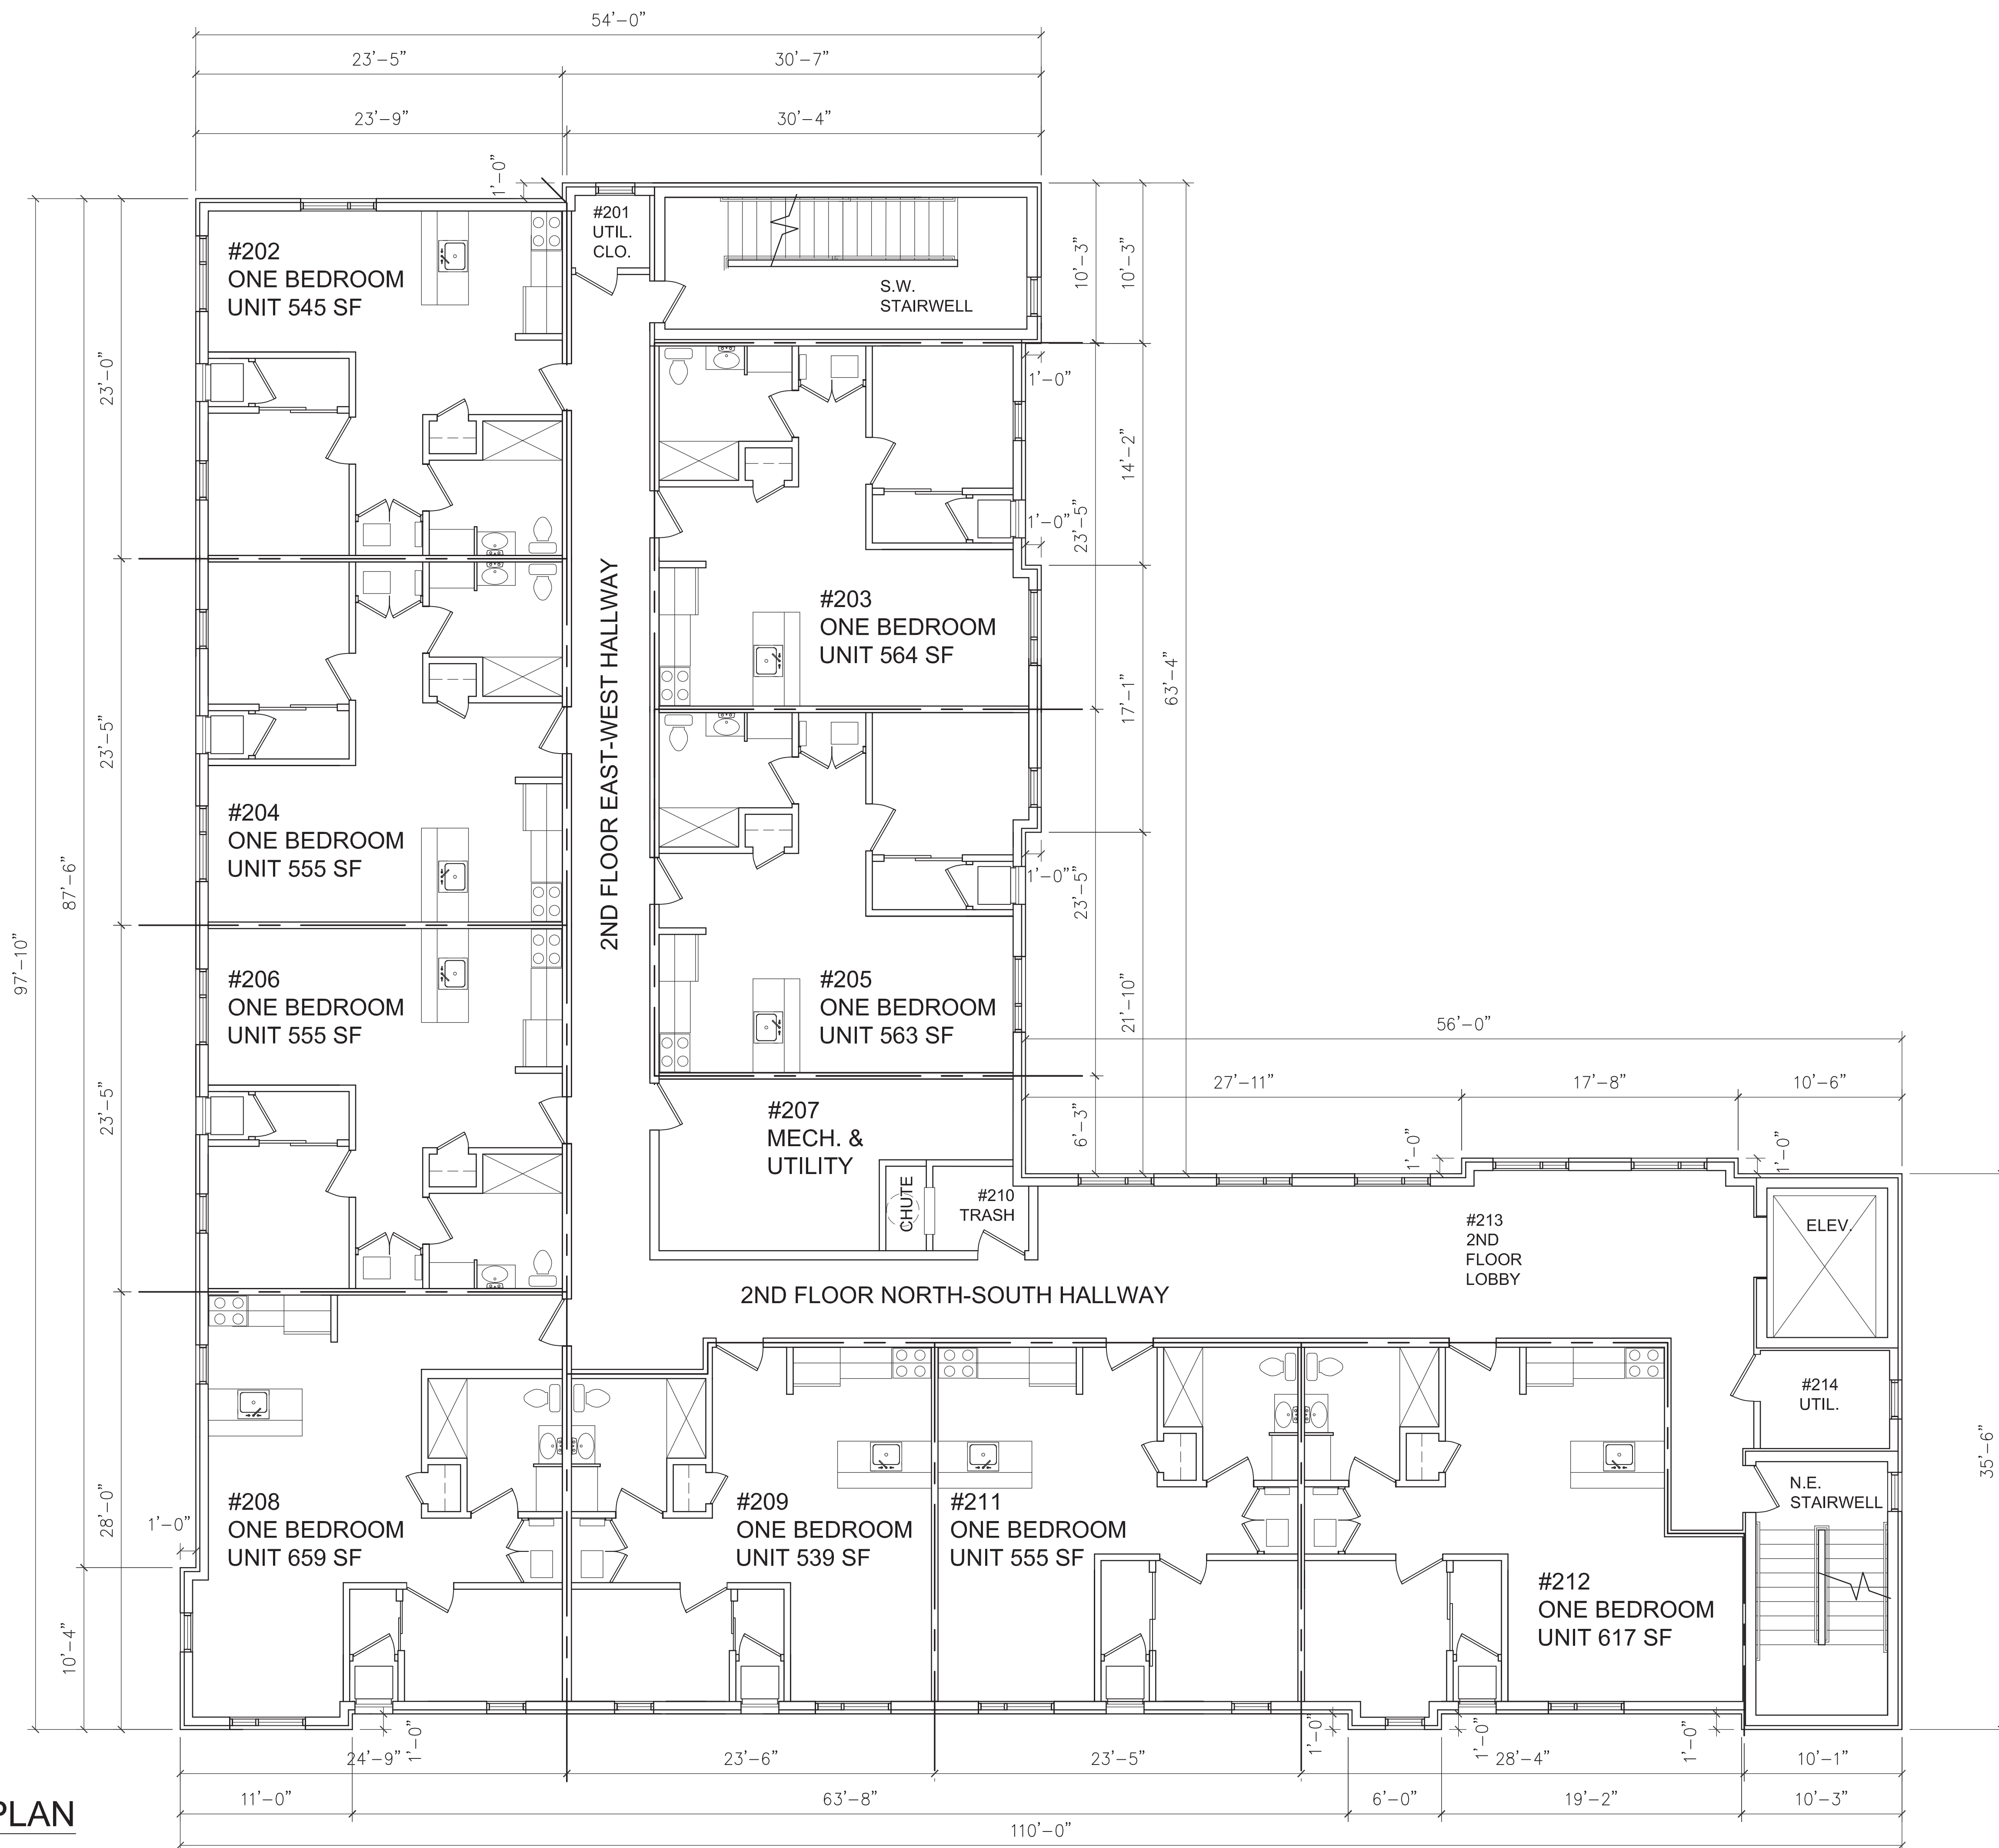 54'-0"
23'-5"
30'-7"
23'-9"
30'-4"
1'-0"
#201
UTIL.
CLO.
#202
ONE BEDROOM
UNIT 545 SF
S.W.
STAIRWELL
10'-3"
10'-3"
23'-0"
1'-0"
14'-2"
1'-0"
23'-5"
2ND FLOOR EAST-WEST HALLWAY
#203
ONE BEDROOM
UNIT 564 SF
63'-4"
17'-1"
23'-5"
#204
ONE BEDROOM
UNIT 555 SF
87'-6"
97'-10"
1'-0"
23'-5"
#206
ONE BEDROOM
UNIT 555 SF
#205
ONE BEDROOM
UNIT 563 SF
21'-10"
56'-0"
27'-11"
17'-8"
10'-6"
23'-5"
#207
MECH. &
UTILITY
6'-3"
1'-0"
1'-0"
CHUTE
#210
TRASH
#213
2ND
FLOOR
LOBBY
ELEV.
2ND FLOOR NORTH-SOUTH HALLWAY
#214
UTIL.
35'-6"
N.E.
STAIRWELL
28'-0"
1'-0"
#208
ONE BEDROOM
UNIT 659 SF
#209
ONE BEDROOM
UNIT 539 SF
#211
ONE BEDROOM
UNIT 555 SF
#212
ONE BEDROOM
UNIT 617 SF
10'-4"
1'-0"
1'-0"
1'-0"
1'-0"
24'-9"
23'-6"
23'-5"
28'-4"
10'-1"
11'-0"
63'-8"
6'-0"
19'-2"
10'-3"
110'-0"
PLAN